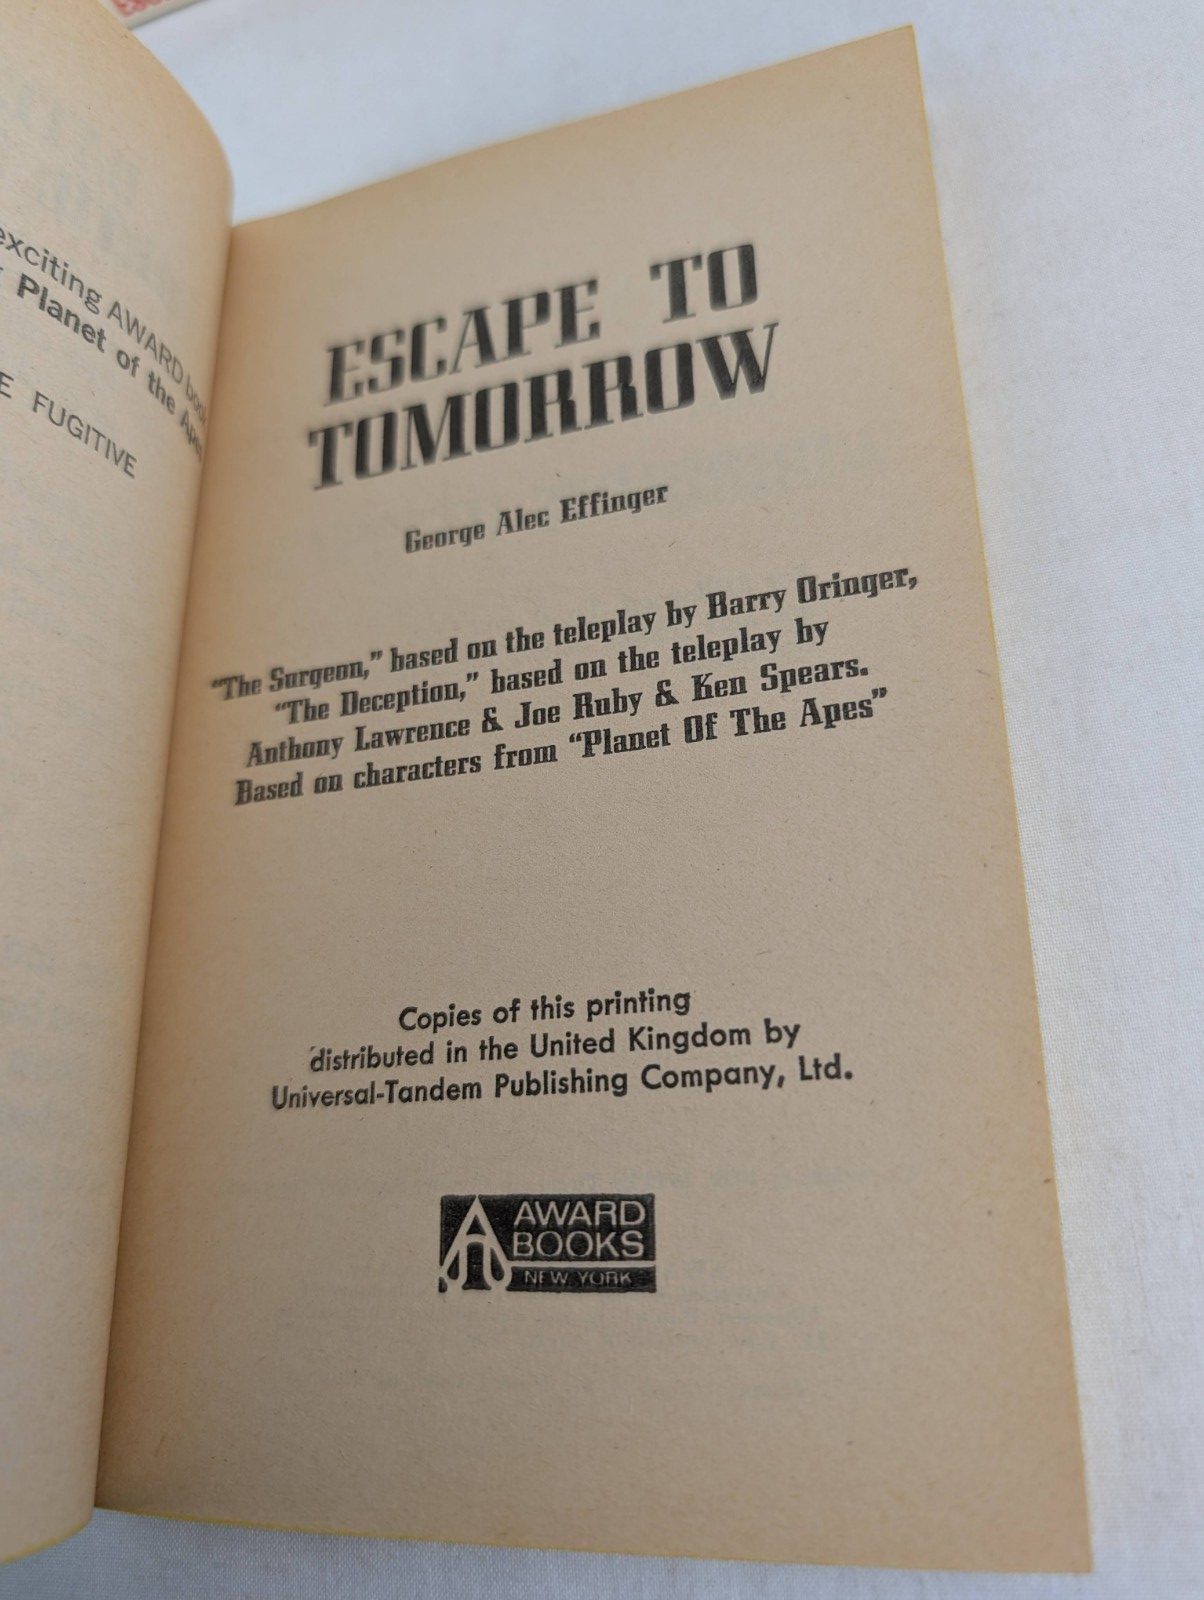 exciting AWARD
Planet of the Apes
FUGITIVE
ESCAPE TO
TOMORROW
George Alec Effinger
"The Surgeon," based on the teleplay by Barry Oringer,
"The Deception," based on the teleplay by
Anthony Lawrence & Joe Ruby & Ken Spears.
Based on characters from "Planet Of The Apes"
Copies of this printing
distributed in the United Kingdom by
Universal-Tandem Publishing Company, Ltd.
AWARD
BOOKS
NEW YORK